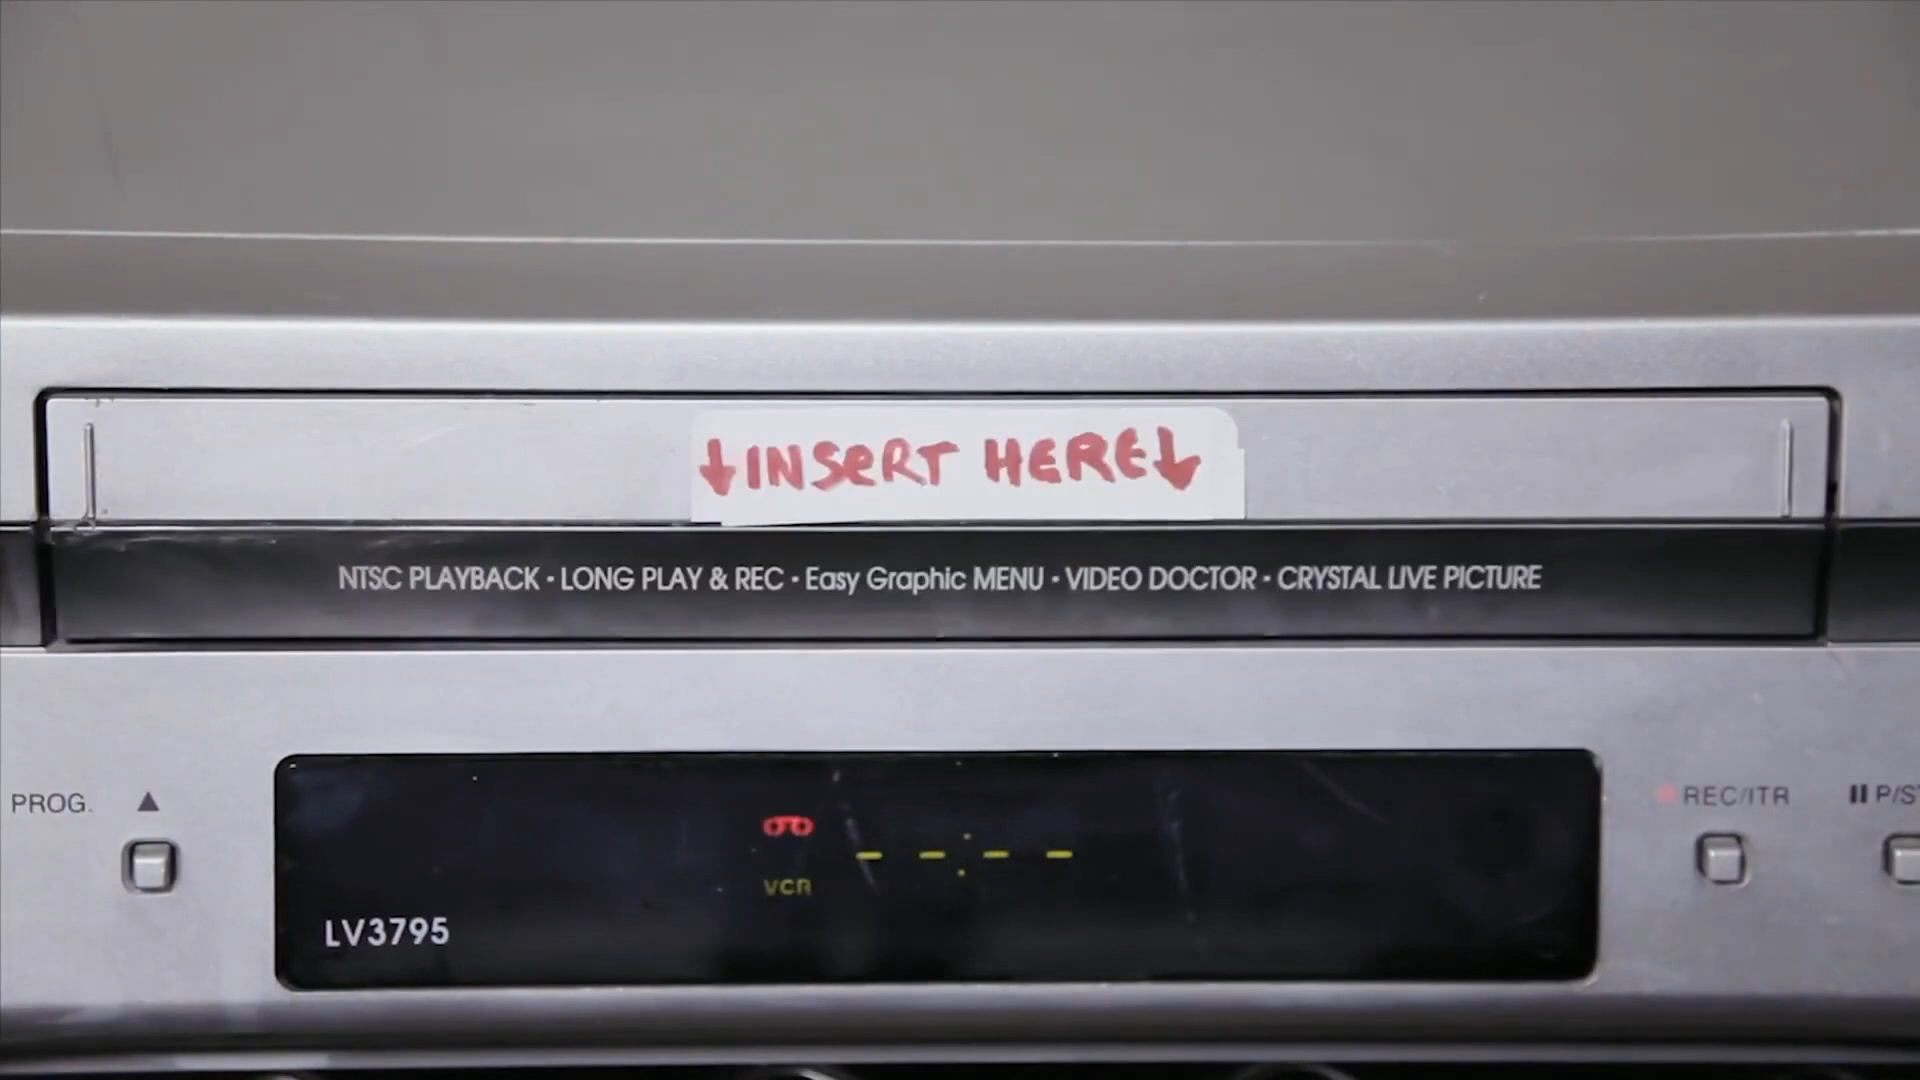 ↓INSeRT HERE↓
NTSC PLAYBACK · LONG PLAY & REC · Easy Graphic MENU · VIDEO DOCTOR · CRYSTAL LIVE PICTURE
PROG. ▲
REC/ITR
VCR
--:--
LV3795